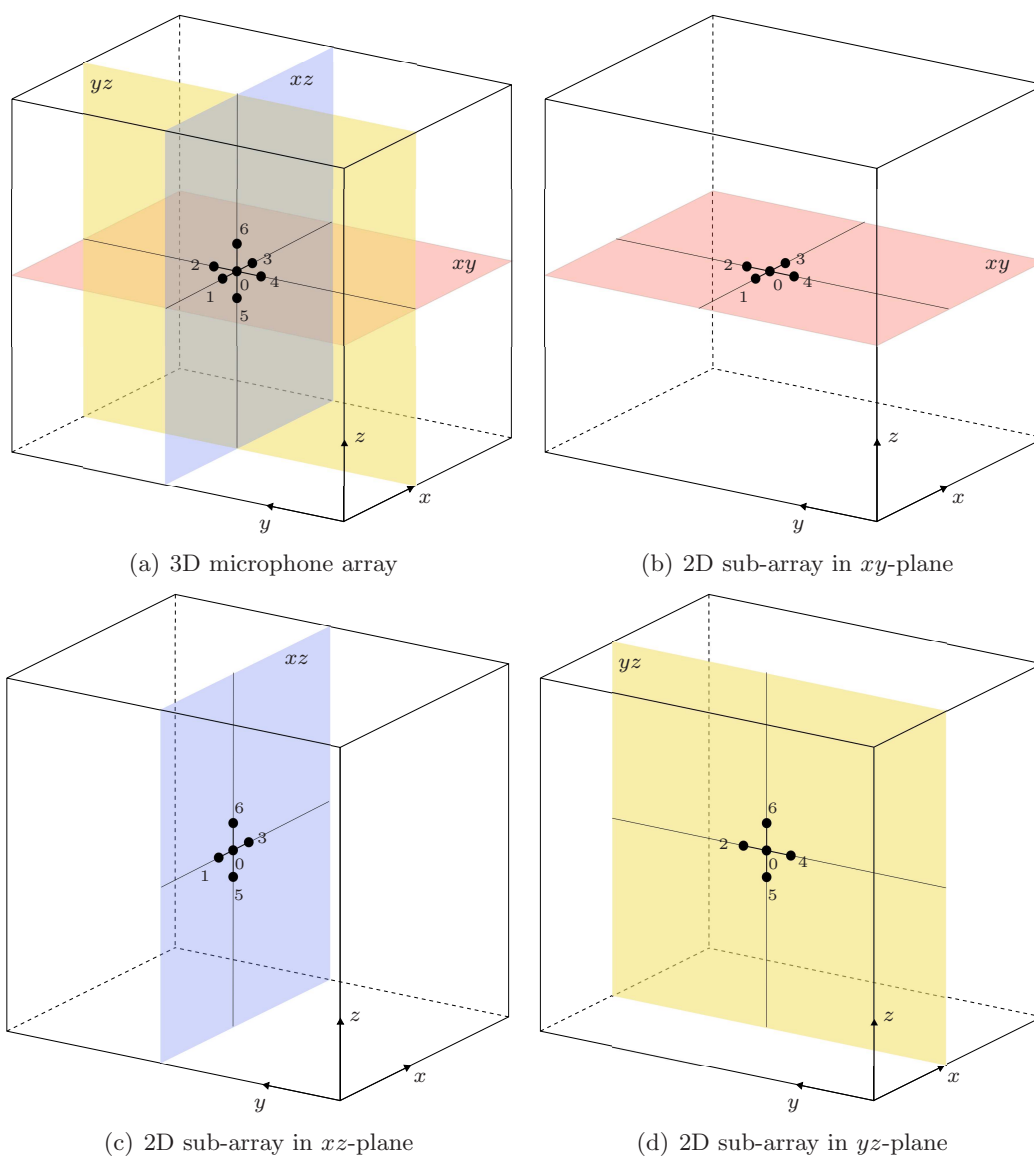 yz
xz
6
2
3
xy
1
0
4
5
z
x
y
(a) 3D microphone array
2
3
xy
1
0
4
z
x
y
(b) 2D sub-array in xy-plane
xz
6
3
1
0
5
z
x
y
(c) 2D sub-array in xz-plane
yz
6
2
0
4
5
z
x
y
(d) 2D sub-array in yz-plane